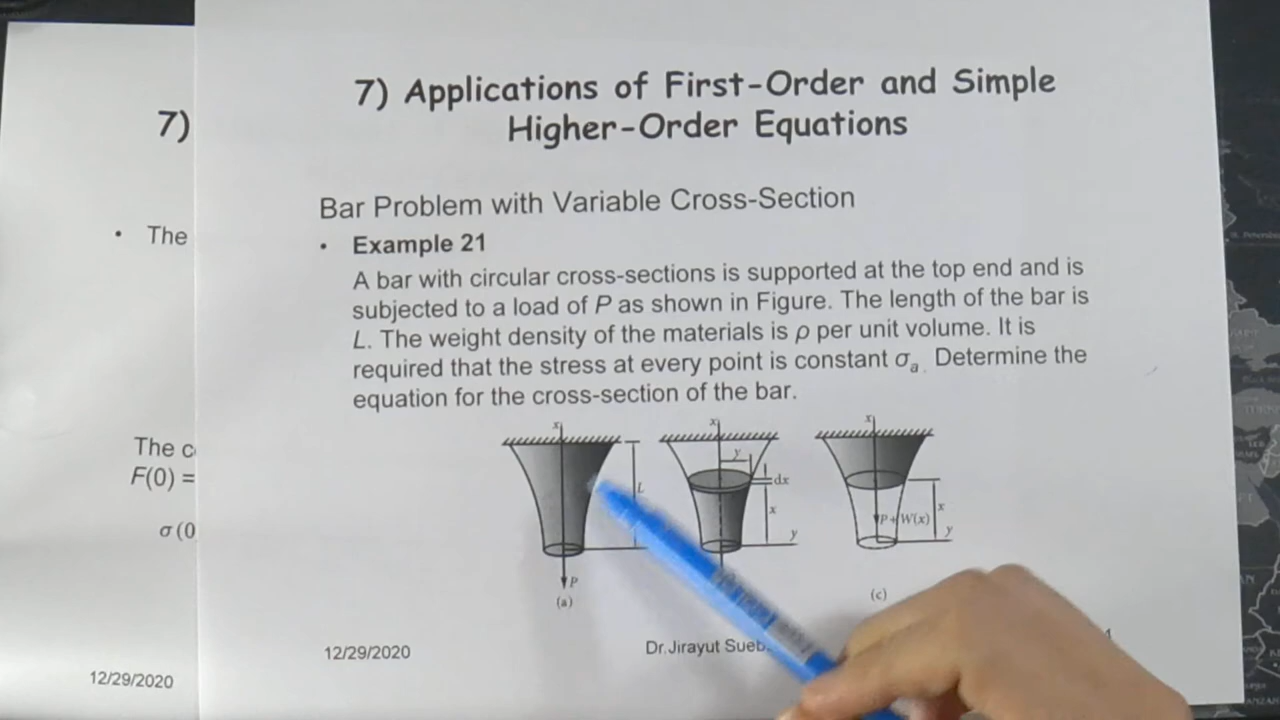 7) Applications of First-Order and Simple
Higher-Order Equations
Bar Problem with Variable Cross-Section
• Example 21
A bar with circular cross-sections is supported at the top end and is
subjected to a load of P as shown in Figure. The length of the bar is
L. The weight density of the materials is ρ per unit volume. It is
required that the stress at every point is constant σa. Determine the
equation for the cross-section of the bar.
x
L
P
(a)
x
y
dx
x
y
x
P+W(x)
x
y
(c)
12/29/2020
Dr.Jirayut
7)
• The
The
F(0) =
σ(0
12/29/2020